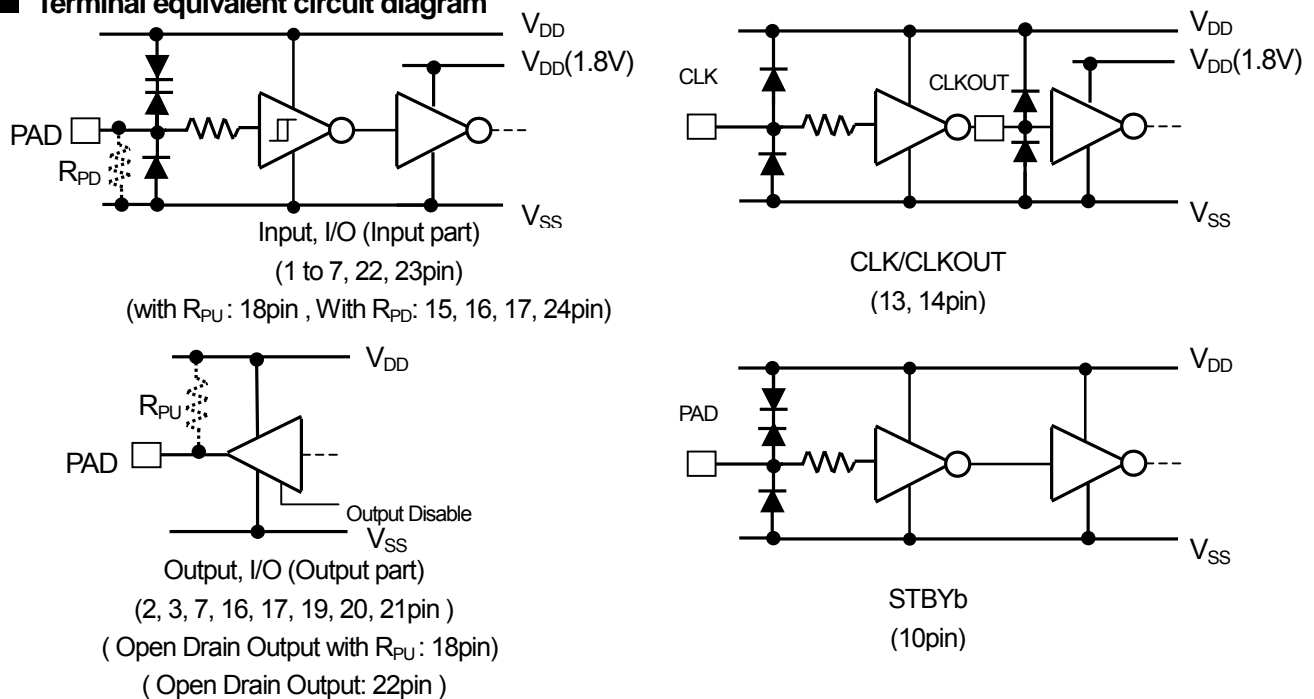 ■ Terminal equivalent circuit diagram
VDD
VDD(1.8V)
PAD
RPD
VSS
Input, I/O (Input part)
(1 to 7, 22, 23pin)
(with RPU : 18pin , With RPD: 15, 16, 17, 24pin)
VDD
VDD(1.8V)
CLK
CLKOUT
VSS
CLK/CLKOUT
(13, 14pin)
VDD
RPU
PAD
Output Disable
VSS
Output, I/O (Output part)
(2, 3, 7, 16, 17, 19, 20, 21pin )
( Open Drain Output with RPU : 18pin)
( Open Drain Output: 22pin )
VDD
PAD
VSS
STBYb
(10pin)